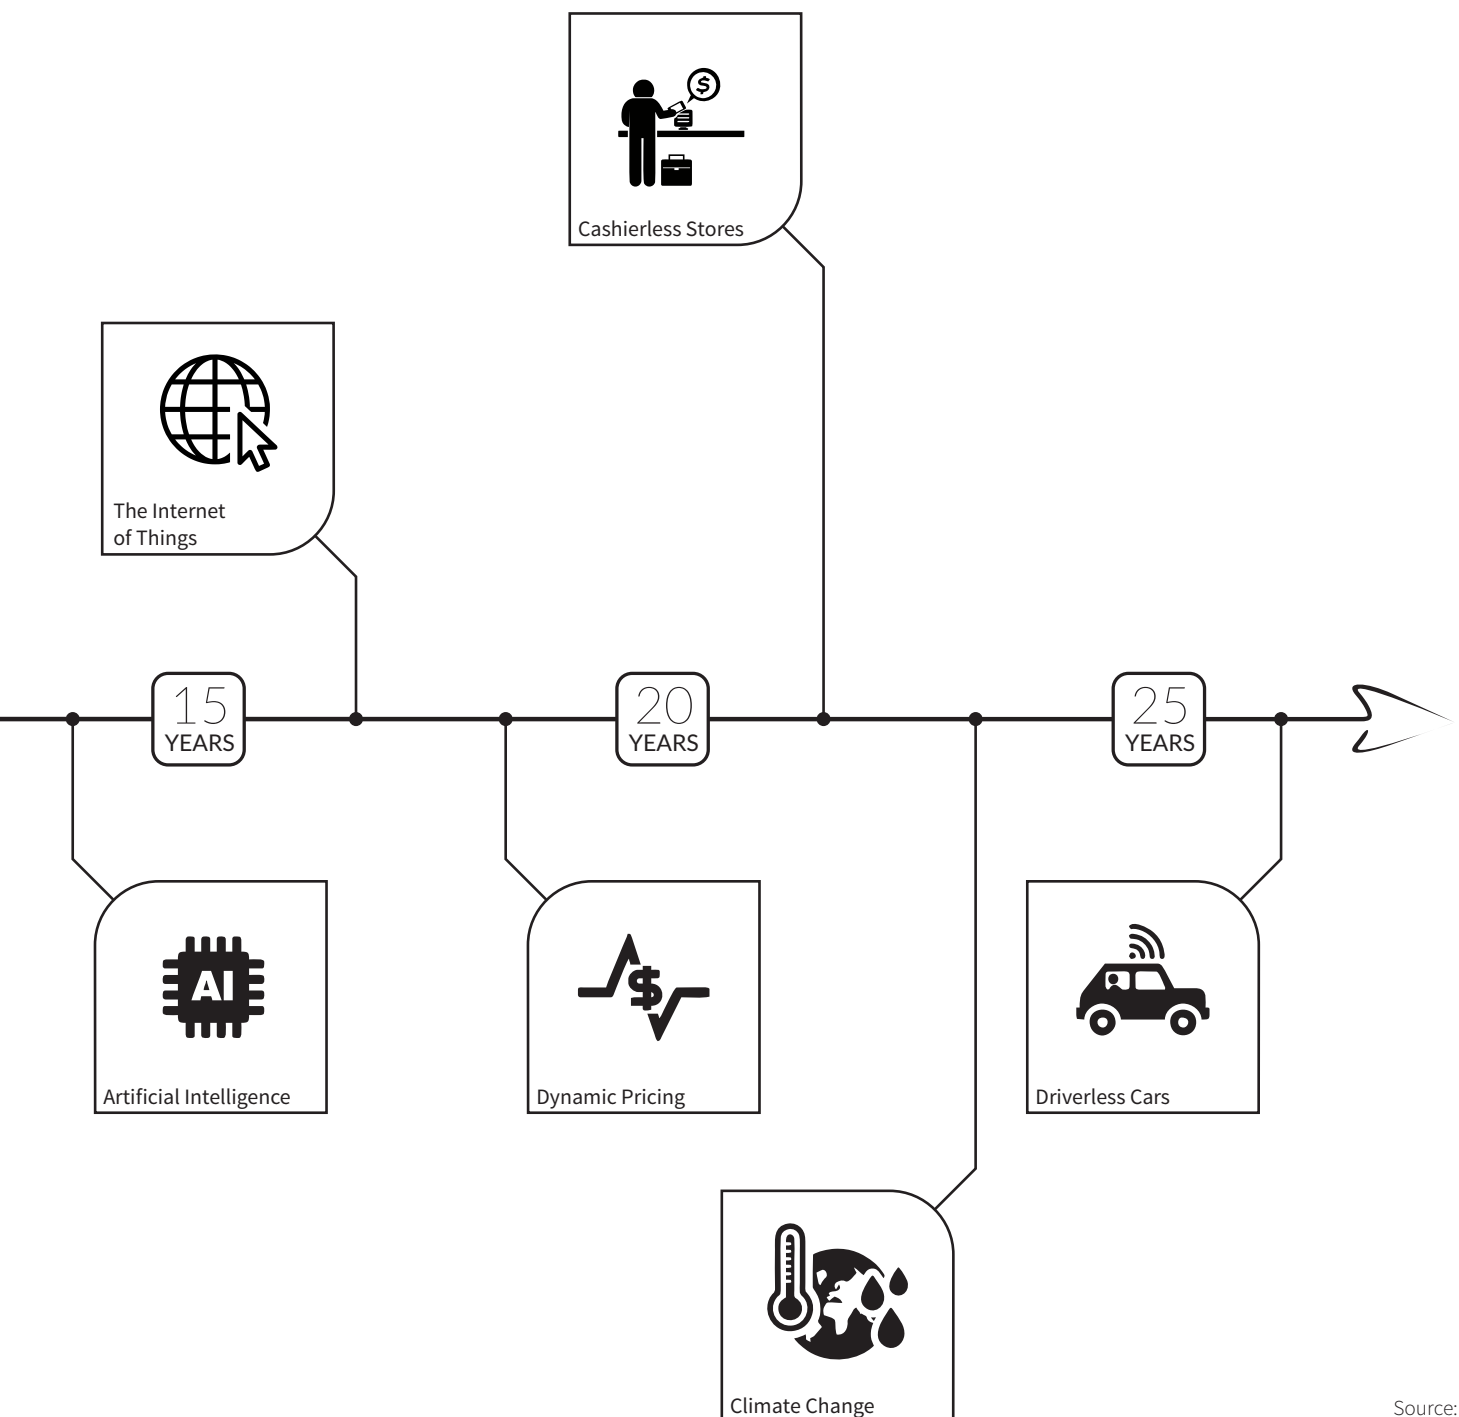 $
Cashierless Stores
The Internet
of Things
15
YEARS
20
YEARS
25
YEARS
AI
$
Artificial Intelligence
Dynamic Pricing
Driverless Cars
Climate Change
Source: